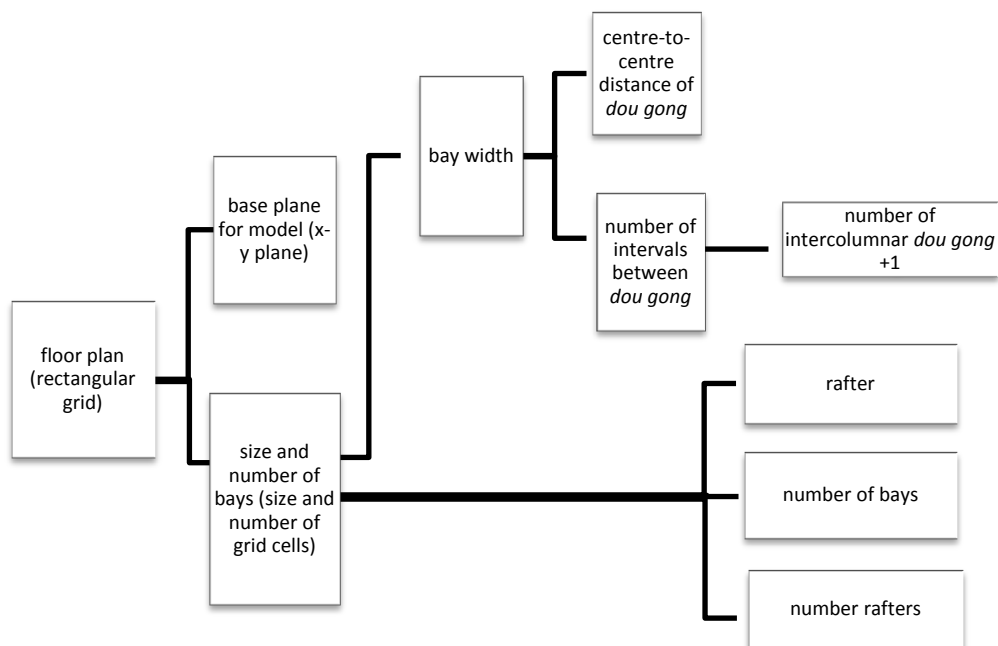 floor plan
(rectangular
grid)
base plane
for model (x-
y plane)
size and
number of
bays (size and
number of
grid cells)
bay width
centre-to-
centre
distance of
dou gong
number of
intervals
between
dou gong
number of
intercolumnar dou gong
+1
rafter
number of bays
number rafters